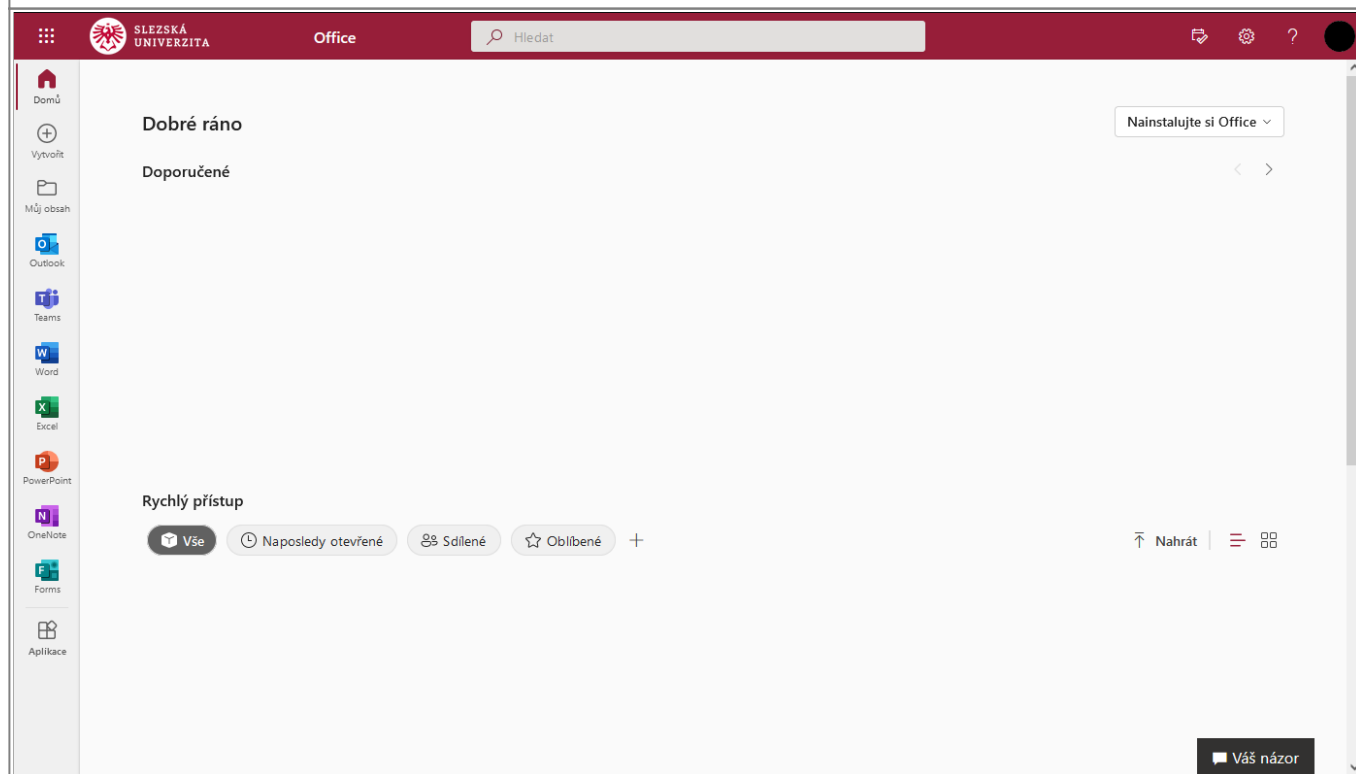 SLEZSKÁ
UNIVERZITA
Office
Hledat
?
Domů
Vytvořit
Můj obsah
Outlook
Teams
Word
Excel
PowerPoint
OneNote
Forms
Aplikace
Dobré ráno
Nainstalujte si Office
Doporučené
Rychlý přístup
Vše Naposledy otevřené Sdílené Oblíbené + Nahrát
Váš názor